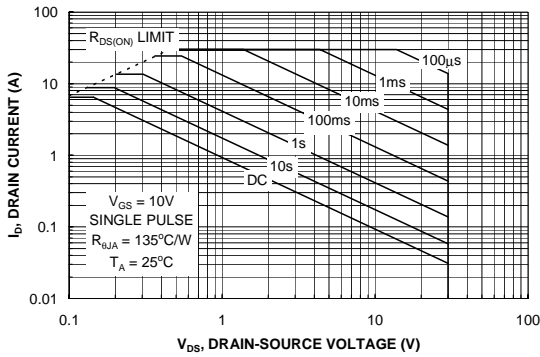 100
10
1
0.1
0.01
I_D, DRAIN CURRENT (A)
R_DS(ON) LIMIT
100µs
1ms
10ms
100ms
1s
10s
DC
V_GS = 10V
SINGLE PULSE
R_θJA = 135°C/W
T_A = 25°C
0.1
1
10
100
V_DS, DRAIN-SOURCE VOLTAGE (V)